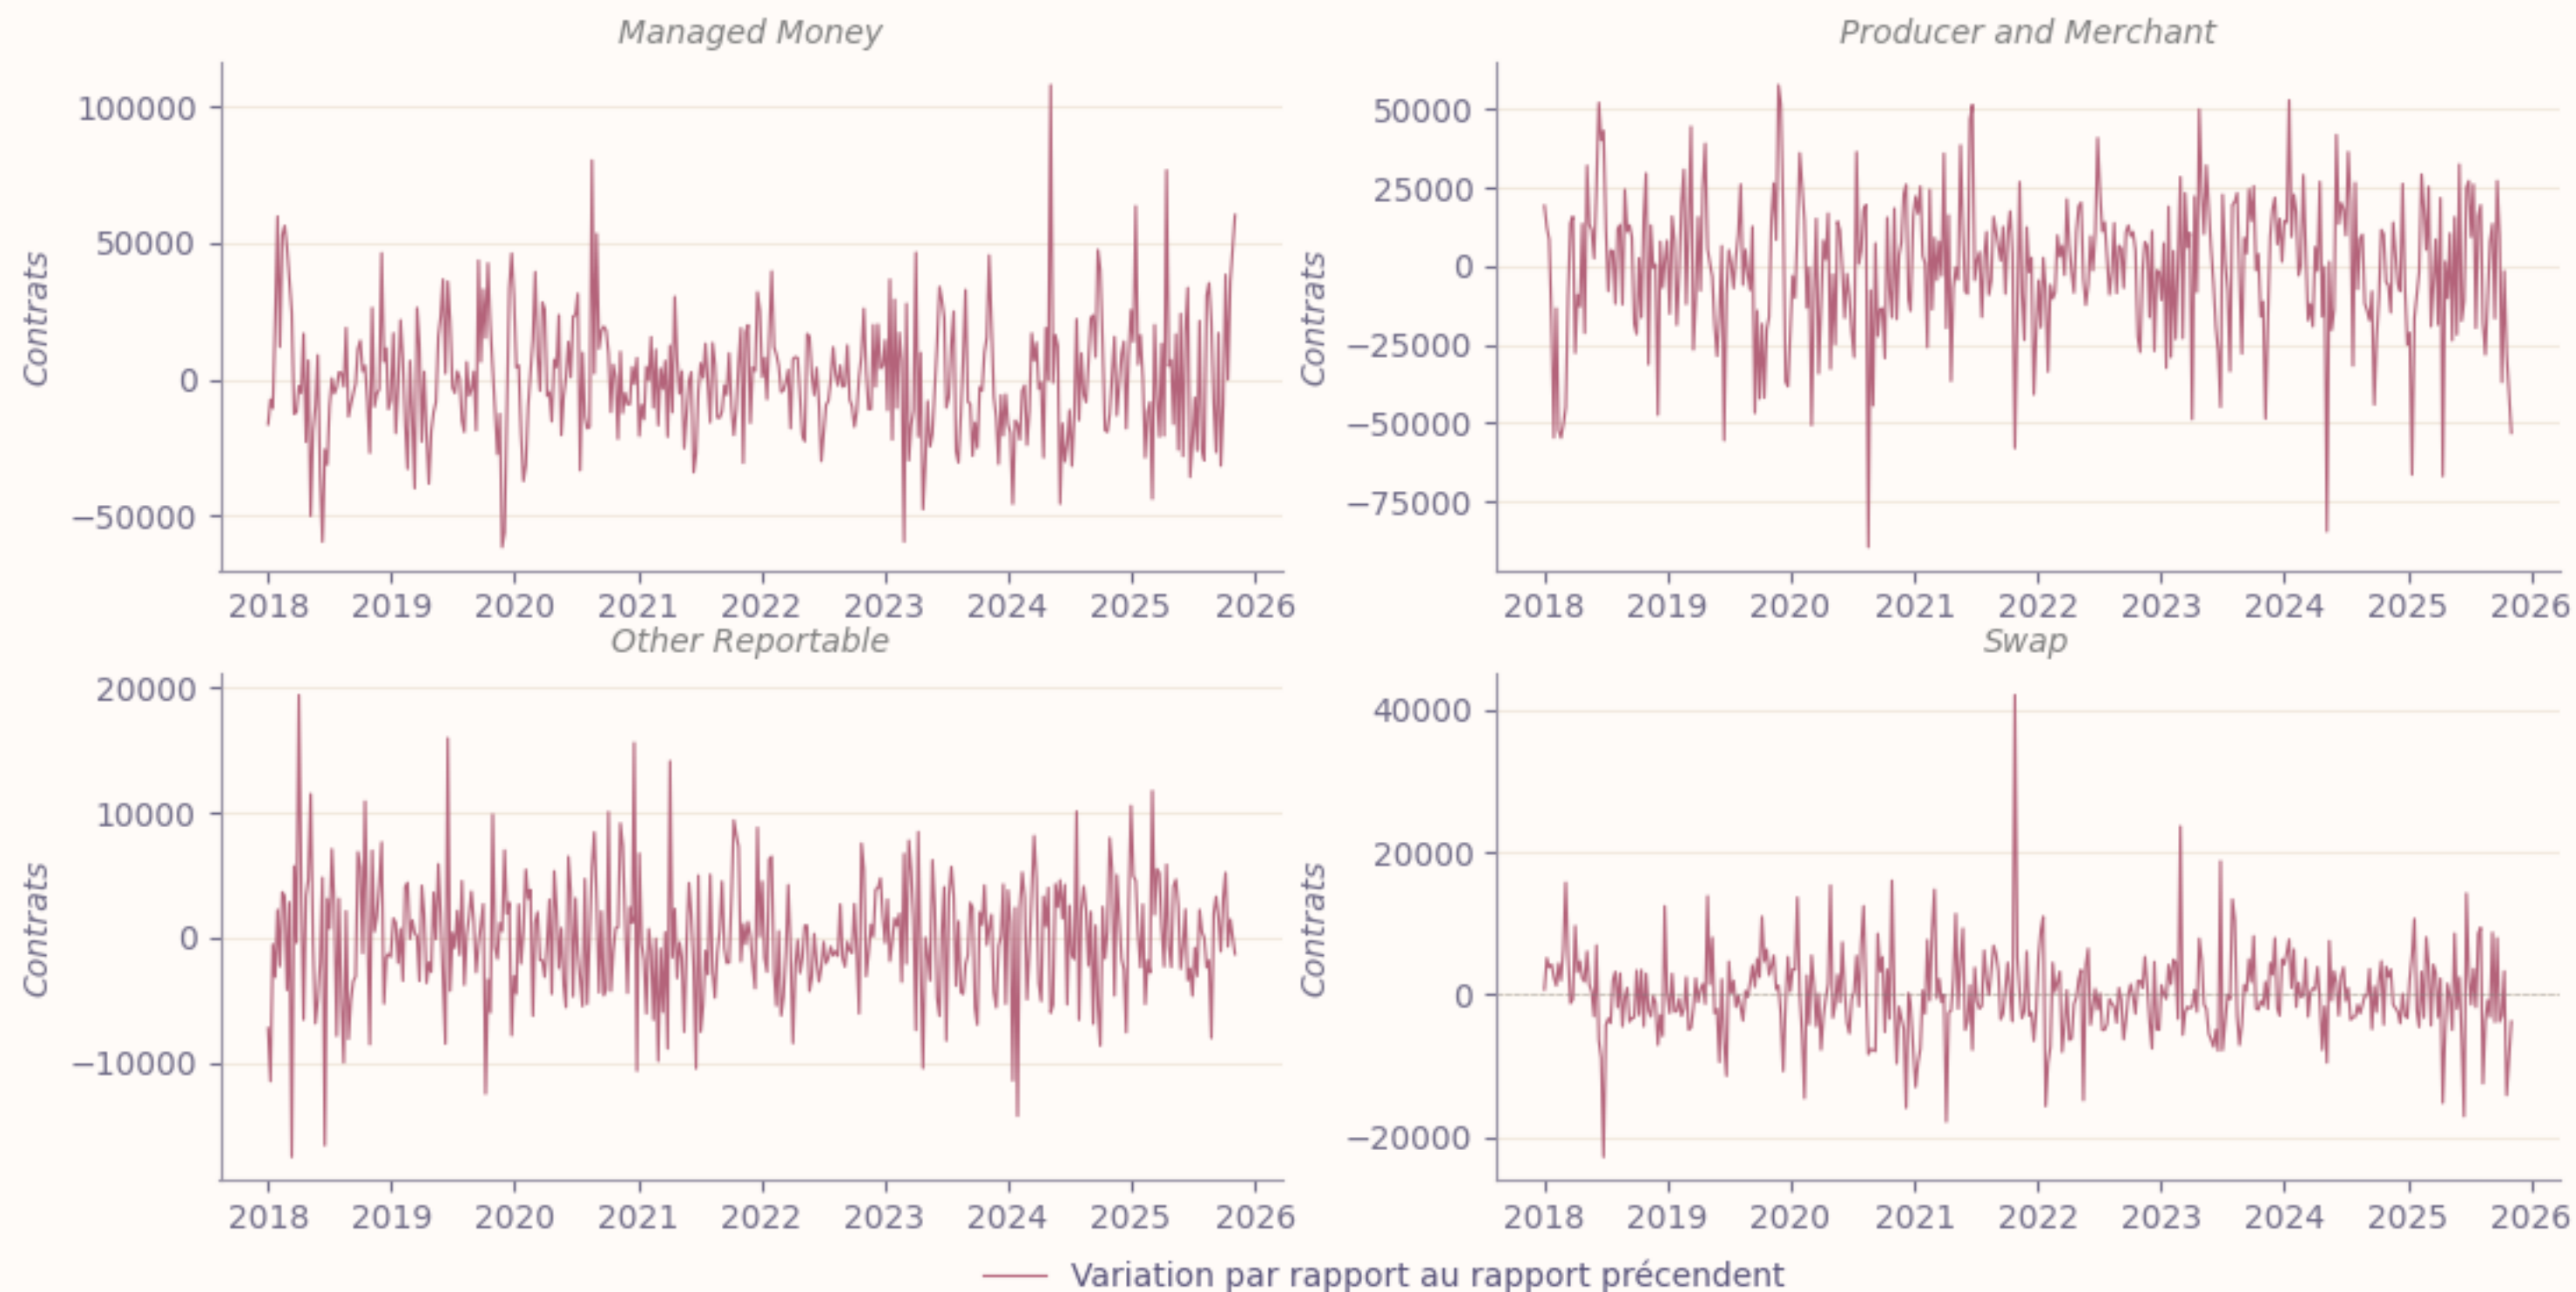 Managed Money
Contrats
100000
50000
0
−50000
2018 2019 2020 2021 2022 2023 2024 2025 2026
Producer and Merchant
Contrats
50000
25000
0
−25000
−50000
−75000
2018 2019 2020 2021 2022 2023 2024 2025 2026
Other Reportable
Contrats
20000
10000
0
−10000
2018 2019 2020 2021 2022 2023 2024 2025 2026
Swap
Contrats
40000
20000
0
−20000
2018 2019 2020 2021 2022 2023 2024 2025 2026
Variation par rapport au rapport précendent